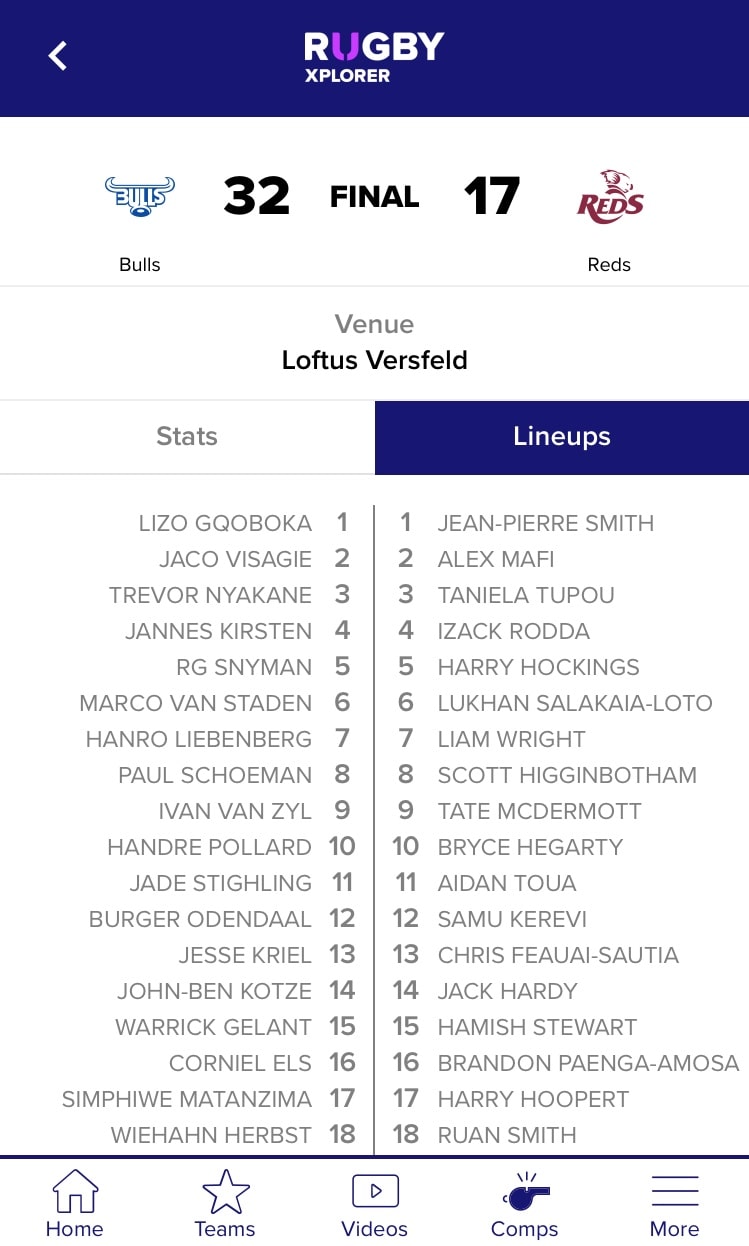 RUGBY
XPLORER
BULLS 32 FINAL 17 REDS
Bulls Reds
Venue
Loftus Versfeld
Stats Lineups
LIZO GQOBOKA 1 1 JEAN-PIERRE SMITH
JACO VISAGIE 2 2 ALEX MAFI
TREVOR NYAKANE 3 3 TANIELA TUPOU
JANNES KIRSTEN 4 4 IZACK RODDA
RG SNYMAN 5 5 HARRY HOCKINGS
MARCO VAN STADEN 6 6 LUKHAN SALAKAIA-LOTO
HANRO LIEBENBERG 7 7 LIAM WRIGHT
PAUL SCHOEMAN 8 8 SCOTT HIGGINBOTHAM
IVAN VAN ZYL 9 9 TATE MCDERMOTT
HANDRE POLLARD 10 10 BRYCE HEGARTY
JADE STIGHLING 11 11 AIDAN TOUA
BURGER ODENDAAL 12 12 SAMU KEREVI
JESSE KRIEL 13 13 CHRIS FEAUAI-SAUTIA
JOHN-BEN KOTZE 14 14 JACK HARDY
WARRICK GELANT 15 15 HAMISH STEWART
CORNIEL ELS 16 16 BRANDON PAENGA-AMOSA
SIMPHIWE MATANZIMA 17 17 HARRY HOOPERT
WIEHAHN HERBST 18 18 RUAN SMITH
Home Teams Videos Comps More